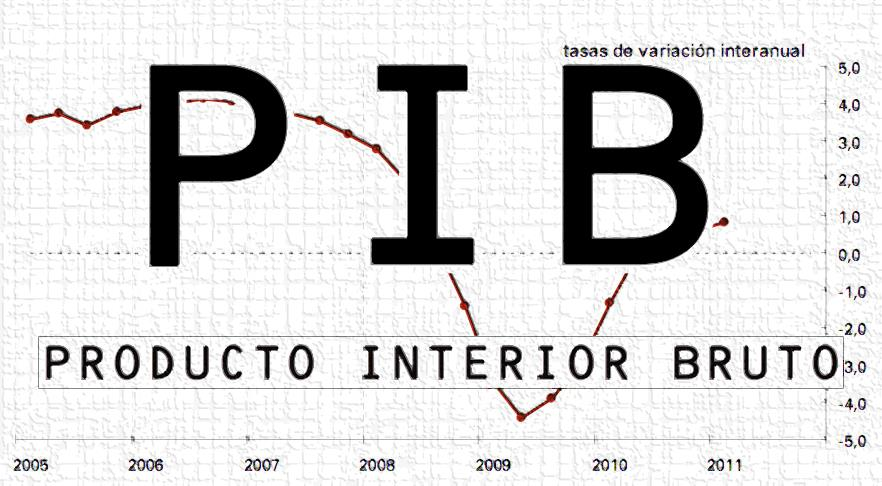 tasas de variación interanual
PIB
5,0
4,0
3,0
2,0
1,0
0,0
-1,0
-2,0
PRODUCTO INTERIOR BRUTO
3,0
-4,0
-5,0
2005 2006 2007 2008 2009 2010 2011